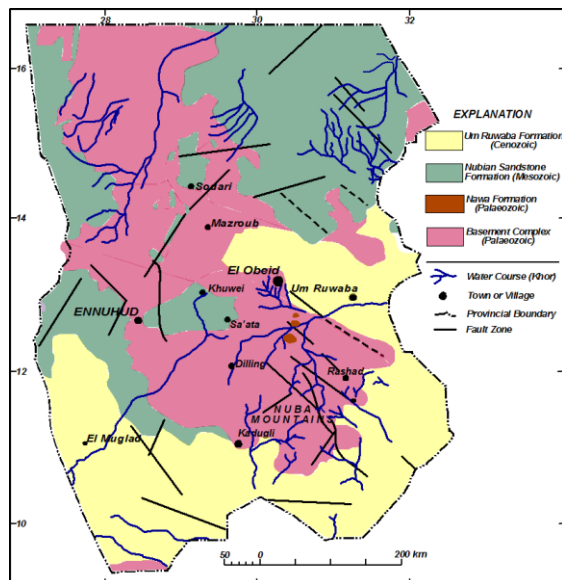 28 30 32
16
14
12
10
Sodari
Mazroub
El Obeid
Um Ruwaba
Khuwei
ENNUHUD
Sa'ata
Dilling
Rashad
NUBA
MOUNTAINS
Kadugli
El Muglad
50 0 200 km
EXPLANATION
Um Ruwaba Formation
(Cenozoic)
Nubian Sandstone
Formation (Mesozoic)
Nawa Formation
(Palaeozoic)
Basement Complex
(Palaeozoic)
Water Course (Khor)
Town or Village
Provincial Boundary
Fault Zone